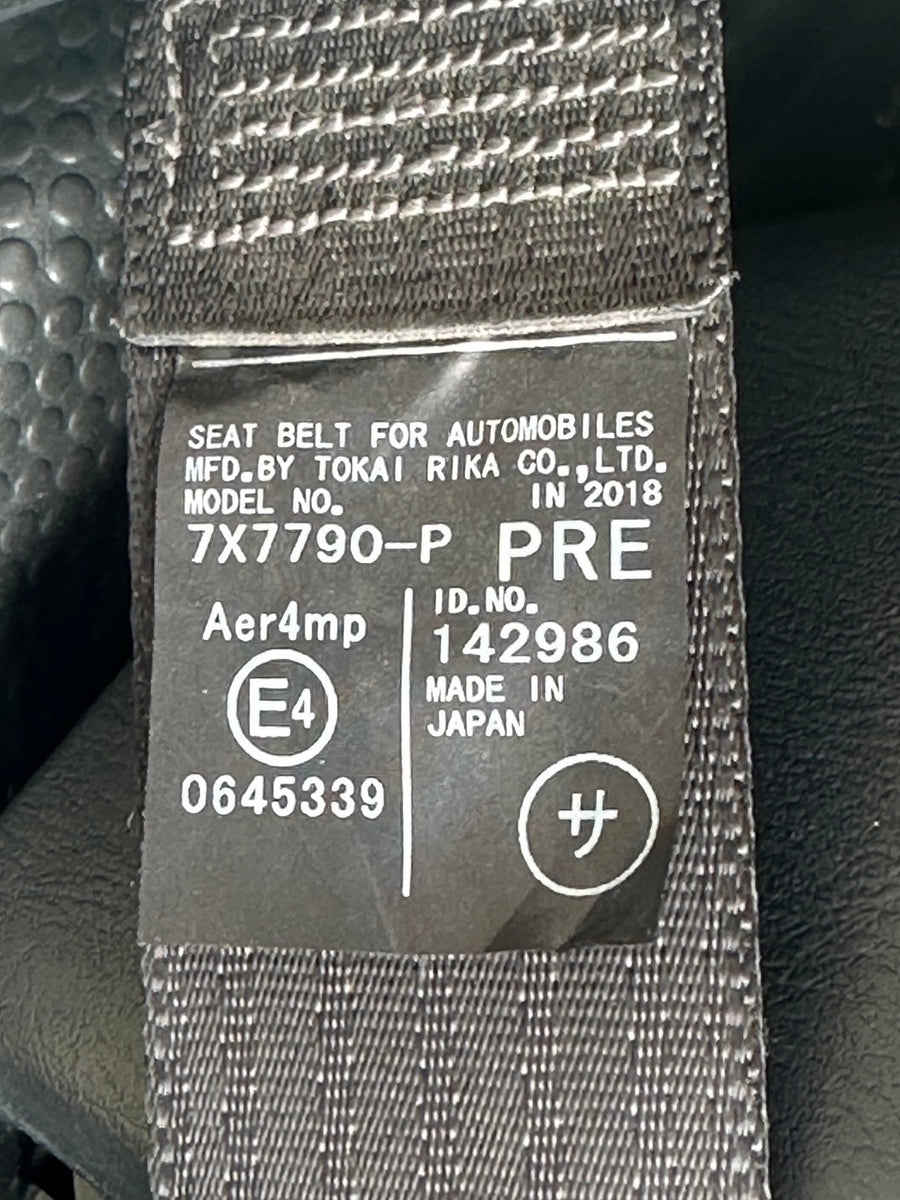 SEAT BELT FOR AUTOMOBILES
MFD.BY TOKAI RIKA CO.,LTD.
MODEL NO. IN 2018
7X7790-P PRE
Aer4mp
E4
0645339
ID.NO.
142986
MADE IN
JAPAN
サ